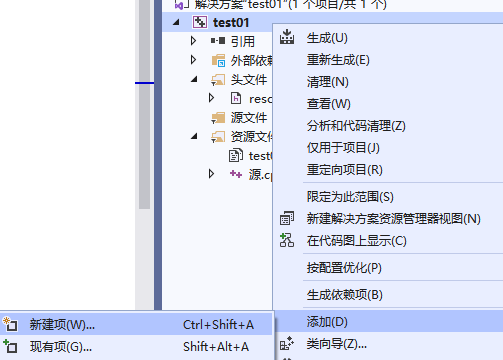 解决方案"test01"(1 个项目/共 1 个)
test01
引用
外部依赖
头文件
reso
源文件
资源文件
test0
源.cp
生成(U)
重新生成(E)
清理(N)
查看(W)
分析和代码清理(Z)
仅用于项目(J)
重定向项目(R)
限定为此范围(S)
新建解决方案资源管理器视图(N)
在代码图上显示(C)
按配置优化(P)
生成依赖项(B)
添加(D)
类向导(Z)...
新建项(W)... Ctrl+Shift+A
现有项(G)... Shift+Alt+A